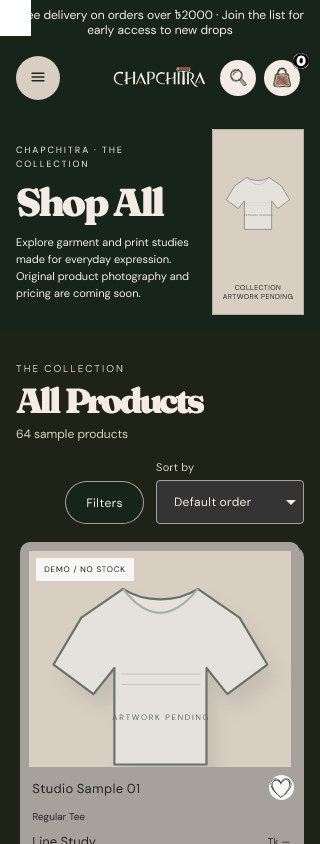 ee delivery on orders over ৳2000 · Join the list for
early access to new drops
CHAPCHITRA
0
CHAPCHITRA · THE
COLLECTION
Shop All
Explore garment and print studies
made for everyday expression.
Original product photography and
pricing are coming soon.
COLLECTION
ARTWORK PENDING
THE COLLECTION
All Products
64 sample products
Sort by
Filters
Default order
DEMO / NO STOCK
ARTWORK PENDING
Studio Sample 01
Regular Tee
Line Study
Tk —